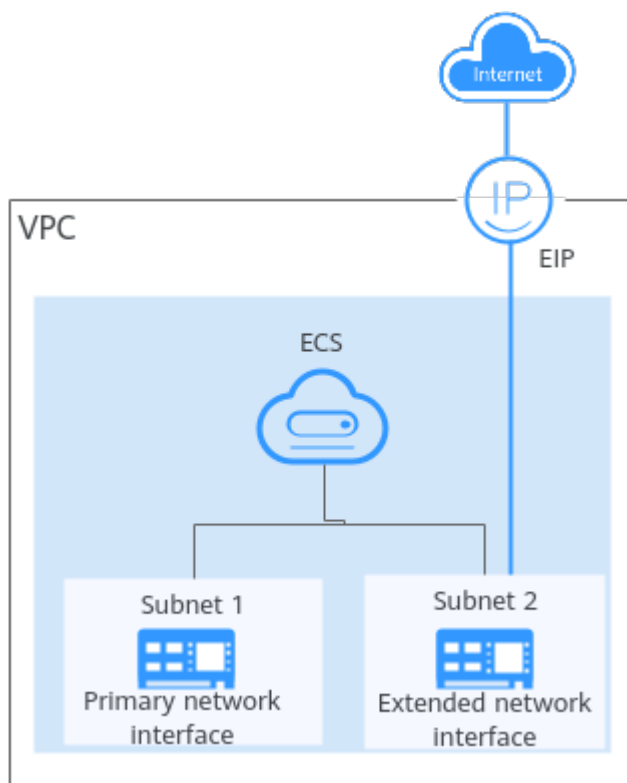 Internet
IP
VPC
EIP
ECS
Subnet 1
Primary network
interface
Subnet 2
Extended network
interface